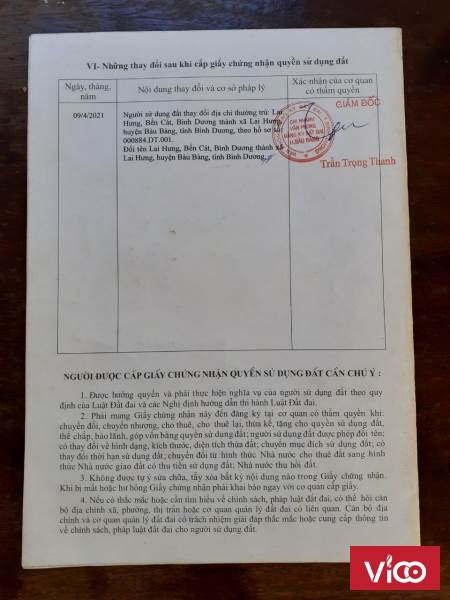 VI- Những thay đổi sau khi cấp giấy chứng nhận quyền sử dụng đất
Ngày, tháng, năm
Nội dung thay đổi và cơ sở pháp lý
Xác nhận của cơ quan có thẩm quyền
09/4/2021
Người sử dụng đất thay đổi địa chỉ thường trú: Lai
Hưng, Bến Cát, Bình Dương thành xã Lai Hưng,
huyện Bàu Bàng, tỉnh Bình Dương, theo hồ sơ số
000884.DT.001.
Đổi tên Lai Hưng, Bến Cát, Bình Dương thành xã
Lai Hưng, huyện Bàu Bàng, tỉnh Bình Dương.
GIÁM ĐỐC
CHI NHÁNH
VĂN PHÒNG
ĐĂNG KÝ ĐẤT ĐAI
H.BÀU BÀNG
Trần Trọng Thanh
NGƯỜI ĐƯỢC CẤP GIẤY CHỨNG NHẬN QUYỀN SỬ DỤNG ĐẤT CẦN CHÚ Ý :
1. Được hưởng quyền và phải thực hiện nghĩa vụ của người sử dụng đất theo quy
định của Luật Đất đai và các Nghị định hướng dẫn thi hành Luật Đất đai.
2. Phải mang Giấy chứng nhận này đến đăng ký tại cơ quan có thẩm quyền khi:
chuyển đổi, chuyển nhượng, cho thuê, cho thuê lại, thừa kế, tặng cho quyền sử dụng đất,
thế chấp, bảo lãnh, góp vốn bằng quyền sử dụng đất; người sử dụng đất được phép đổi tên;
có thay đổi về hình dạng, kích thước, diện tích thửa đất; chuyển mục đích sử dụng đất; có
thay đổi thời hạn sử dụng đất; chuyển đổi từ hình thức Nhà nước cho thuê đất sang hình
thức Nhà nước giao đất có thu tiền sử dụng đất; Nhà nước thu hồi đất.
3. Không được tự ý sửa chữa, tẩy xóa bất kỳ nội dung nào trong Giấy chứng nhận.
Khi bị mất hoặc hư hỏng Giấy chứng nhận phải khai báo ngay với cơ quan cấp giấy.
4. Nếu có thắc mắc hoặc cần tìm hiểu về chính sách, pháp luật đất đai, có thể hỏi cán
bộ địa chính xã, phường, thị trấn hoặc cơ quan quản lý đất đai có liên quan. Cán bộ địa
chính và cơ quan quản lý đất đai có trách nhiệm giải đáp thắc mắc hoặc cung cấp thông tin
về chính sách, pháp luật đất đai cho người sử dụng đất.
Vico